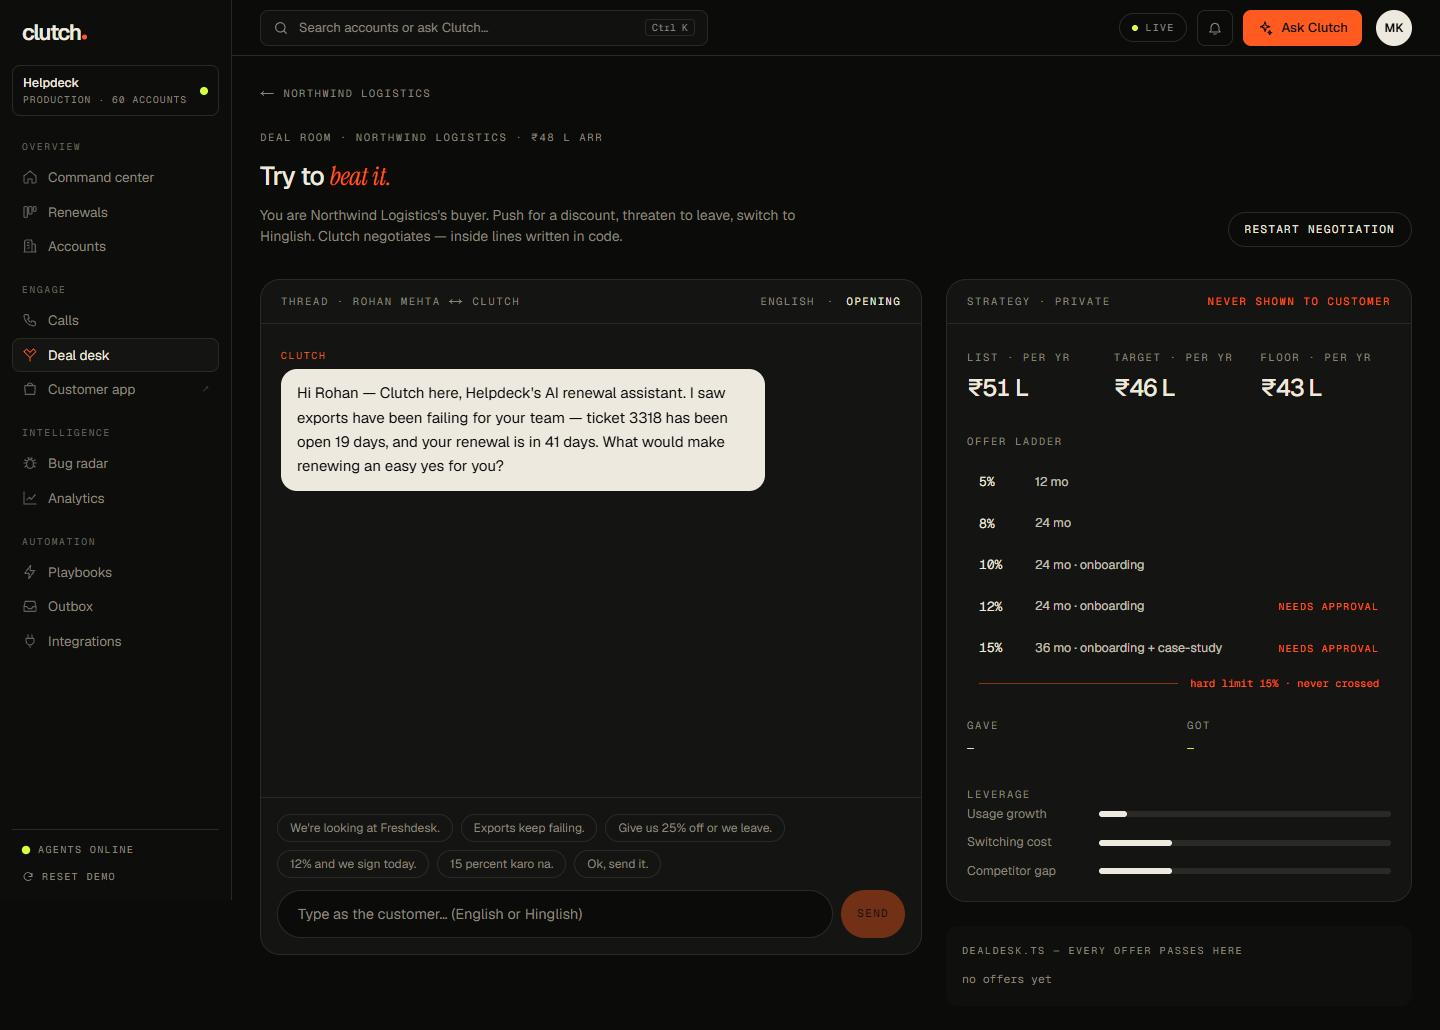 clutch.
Search accounts or ask Clutch...
Ctrl K
LIVE
Ask Clutch
MK
Helpdeck
PRODUCTION · 60 ACCOUNTS
OVERVIEW
Command center
Renewals
Accounts
ENGAGE
Calls
Deal desk
Customer app
INTELLIGENCE
Bug radar
Analytics
AUTOMATION
Playbooks
Outbox
Integrations
AGENTS ONLINE
RESET DEMO
← NORTHWIND LOGISTICS
DEAL ROOM · NORTHWIND LOGISTICS · ₹48 L ARR
Try to beat it.
You are Northwind Logistics's buyer. Push for a discount, threaten to leave, switch to
Hinglish. Clutch negotiates — inside lines written in code.
RESTART NEGOTIATION
THREAD · ROHAN MEHTA ↔ CLUTCH
ENGLISH · OPENING
CLUTCH
Hi Rohan — Clutch here, Helpdeck's AI renewal assistant. I saw
exports have been failing for your team — ticket 3318 has been
open 19 days, and your renewal is in 41 days. What would make
renewing an easy yes for you?
We're looking at Freshdesk.
Exports keep failing.
Give us 25% off or we leave.
12% and we sign today.
15 percent karo na.
Ok, send it.
Type as the customer... (English or Hinglish)
SEND
STRATEGY · PRIVATE
NEVER SHOWN TO CUSTOMER
LIST · PER YR
TARGET · PER YR
FLOOR · PER YR
₹51 L
₹46 L
₹43 L
OFFER LADDER
5% 12 mo
8% 24 mo
10% 24 mo · onboarding
12% 24 mo · onboarding NEEDS APPROVAL
15% 36 mo · onboarding + case-study NEEDS APPROVAL
hard limit 15% · never crossed
GAVE
GOT
—
—
LEVERAGE
Usage growth
Switching cost
Competitor gap
DEALDESK.TS — EVERY OFFER PASSES HERE
no offers yet